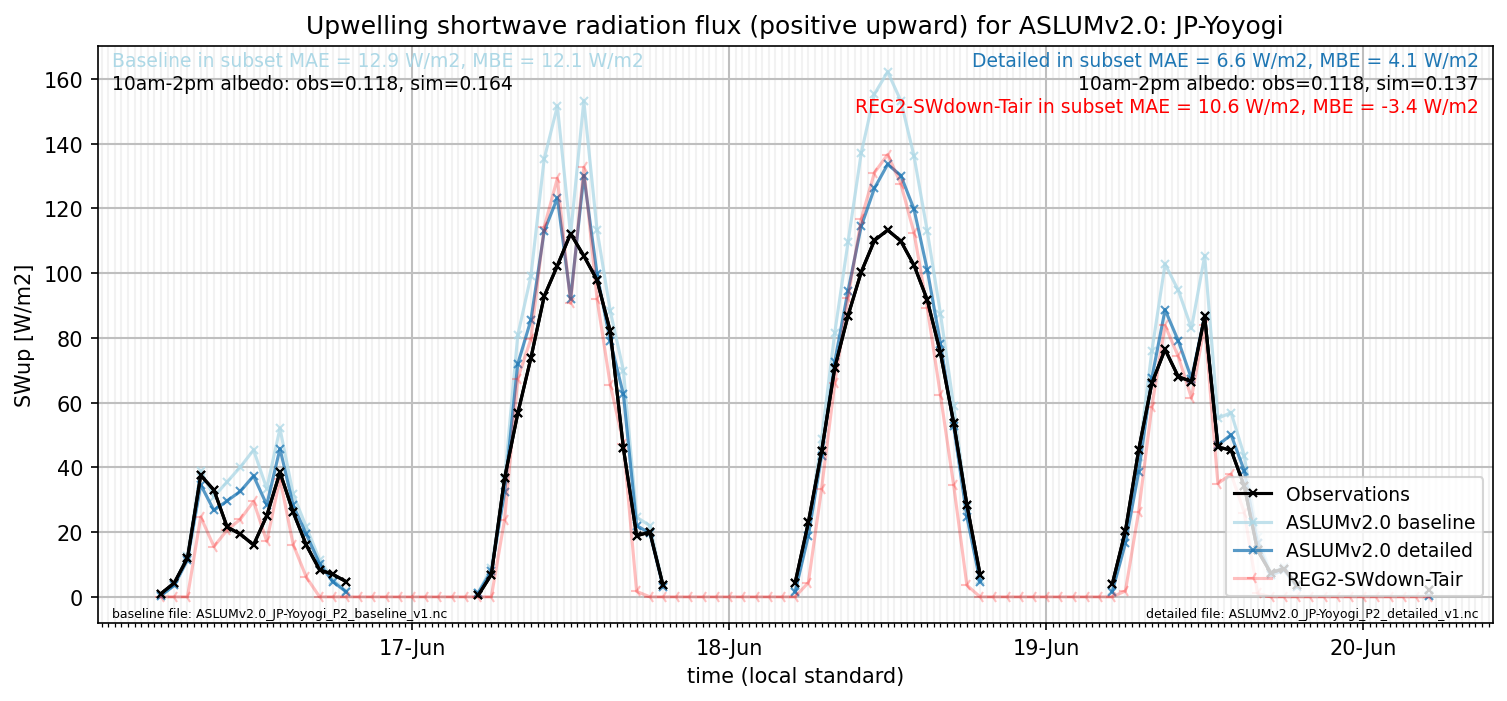 Upwelling shortwave radiation flux (positive upward) for ASLUMv2.0: JP-Yoyogi
Baseline in subset MAE = 12.9 W/m2, MBE = 12.1 W/m2
10am-2pm albedo: obs=0.118, sim=0.164
Detailed in subset MAE = 6.6 W/m2, MBE = 4.1 W/m2
10am-2pm albedo: obs=0.118, sim=0.137
REG2-SWdown-Tair in subset MAE = 10.6 W/m2, MBE = -3.4 W/m2
SWup [W/m2]
160
140
120
100
80
60
40
20
0
Observations
ASLUMv2.0 baseline
ASLUMv2.0 detailed
REG2-SWdown-Tair
baseline file: ASLUMv2.0_JP-Yoyogi_P2_baseline_v1.nc
detailed file: ASLUMv2.0_JP-Yoyogi_P2_detailed_v1.nc
17-Jun 18-Jun 19-Jun 20-Jun
time (local standard)